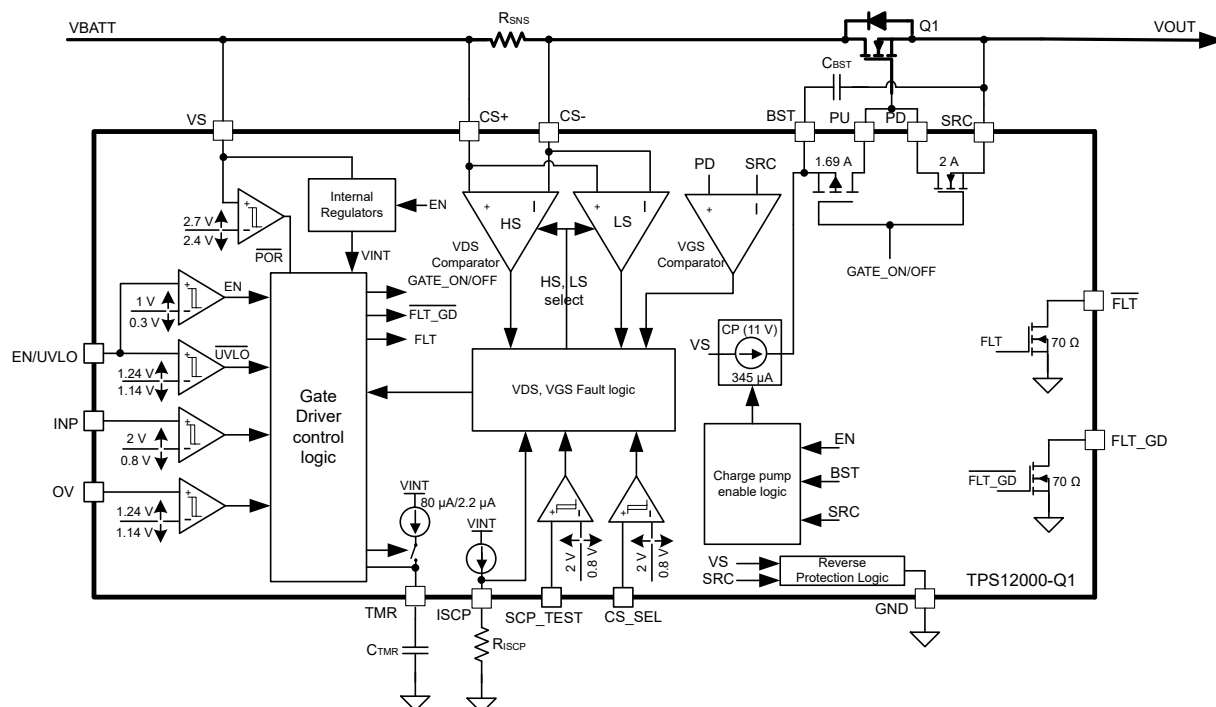 VBATT
RSNS
Q1
VOUT
CBST
VS
CS+
CS-
BST
PU
PD
SRC
1.69 A
2 A
PD
SRC
Internal
Regulators
EN
+
2.7 V
2.4 V
-
POR
VINT
+
HS
+
LS
VDS
Comparator
HS, LS
select
VGS
Comparator
+
GATE_ON/OFF
GATE_ON/OFF
FLT_GD
FLT
EN
+
1 V
0.3 V
-
EN/UVLO
UVLO
+
1.24 V
1.14 V
-
INP
+
2 V
0.8 V
-
OV
+
1.24 V
1.14 V
-
Gate
Driver
control
logic
VDS, VGS Fault logic
CP (11 V)
VS
345 µA
Charge pump
enable logic
EN
BST
SRC
FLT
FLT
70 Ω
FLT_GD
FLT_GD
70 Ω
VINT
80 µA/2.2 µA
VINT
+
2 V
0.8 V
+
2 V
0.8 V
VS
SRC
Reverse
Protection Logic
TPS12000-Q1
TMR
ISCP
SCP_TEST
CS_SEL
GND
CTMR
RISCP